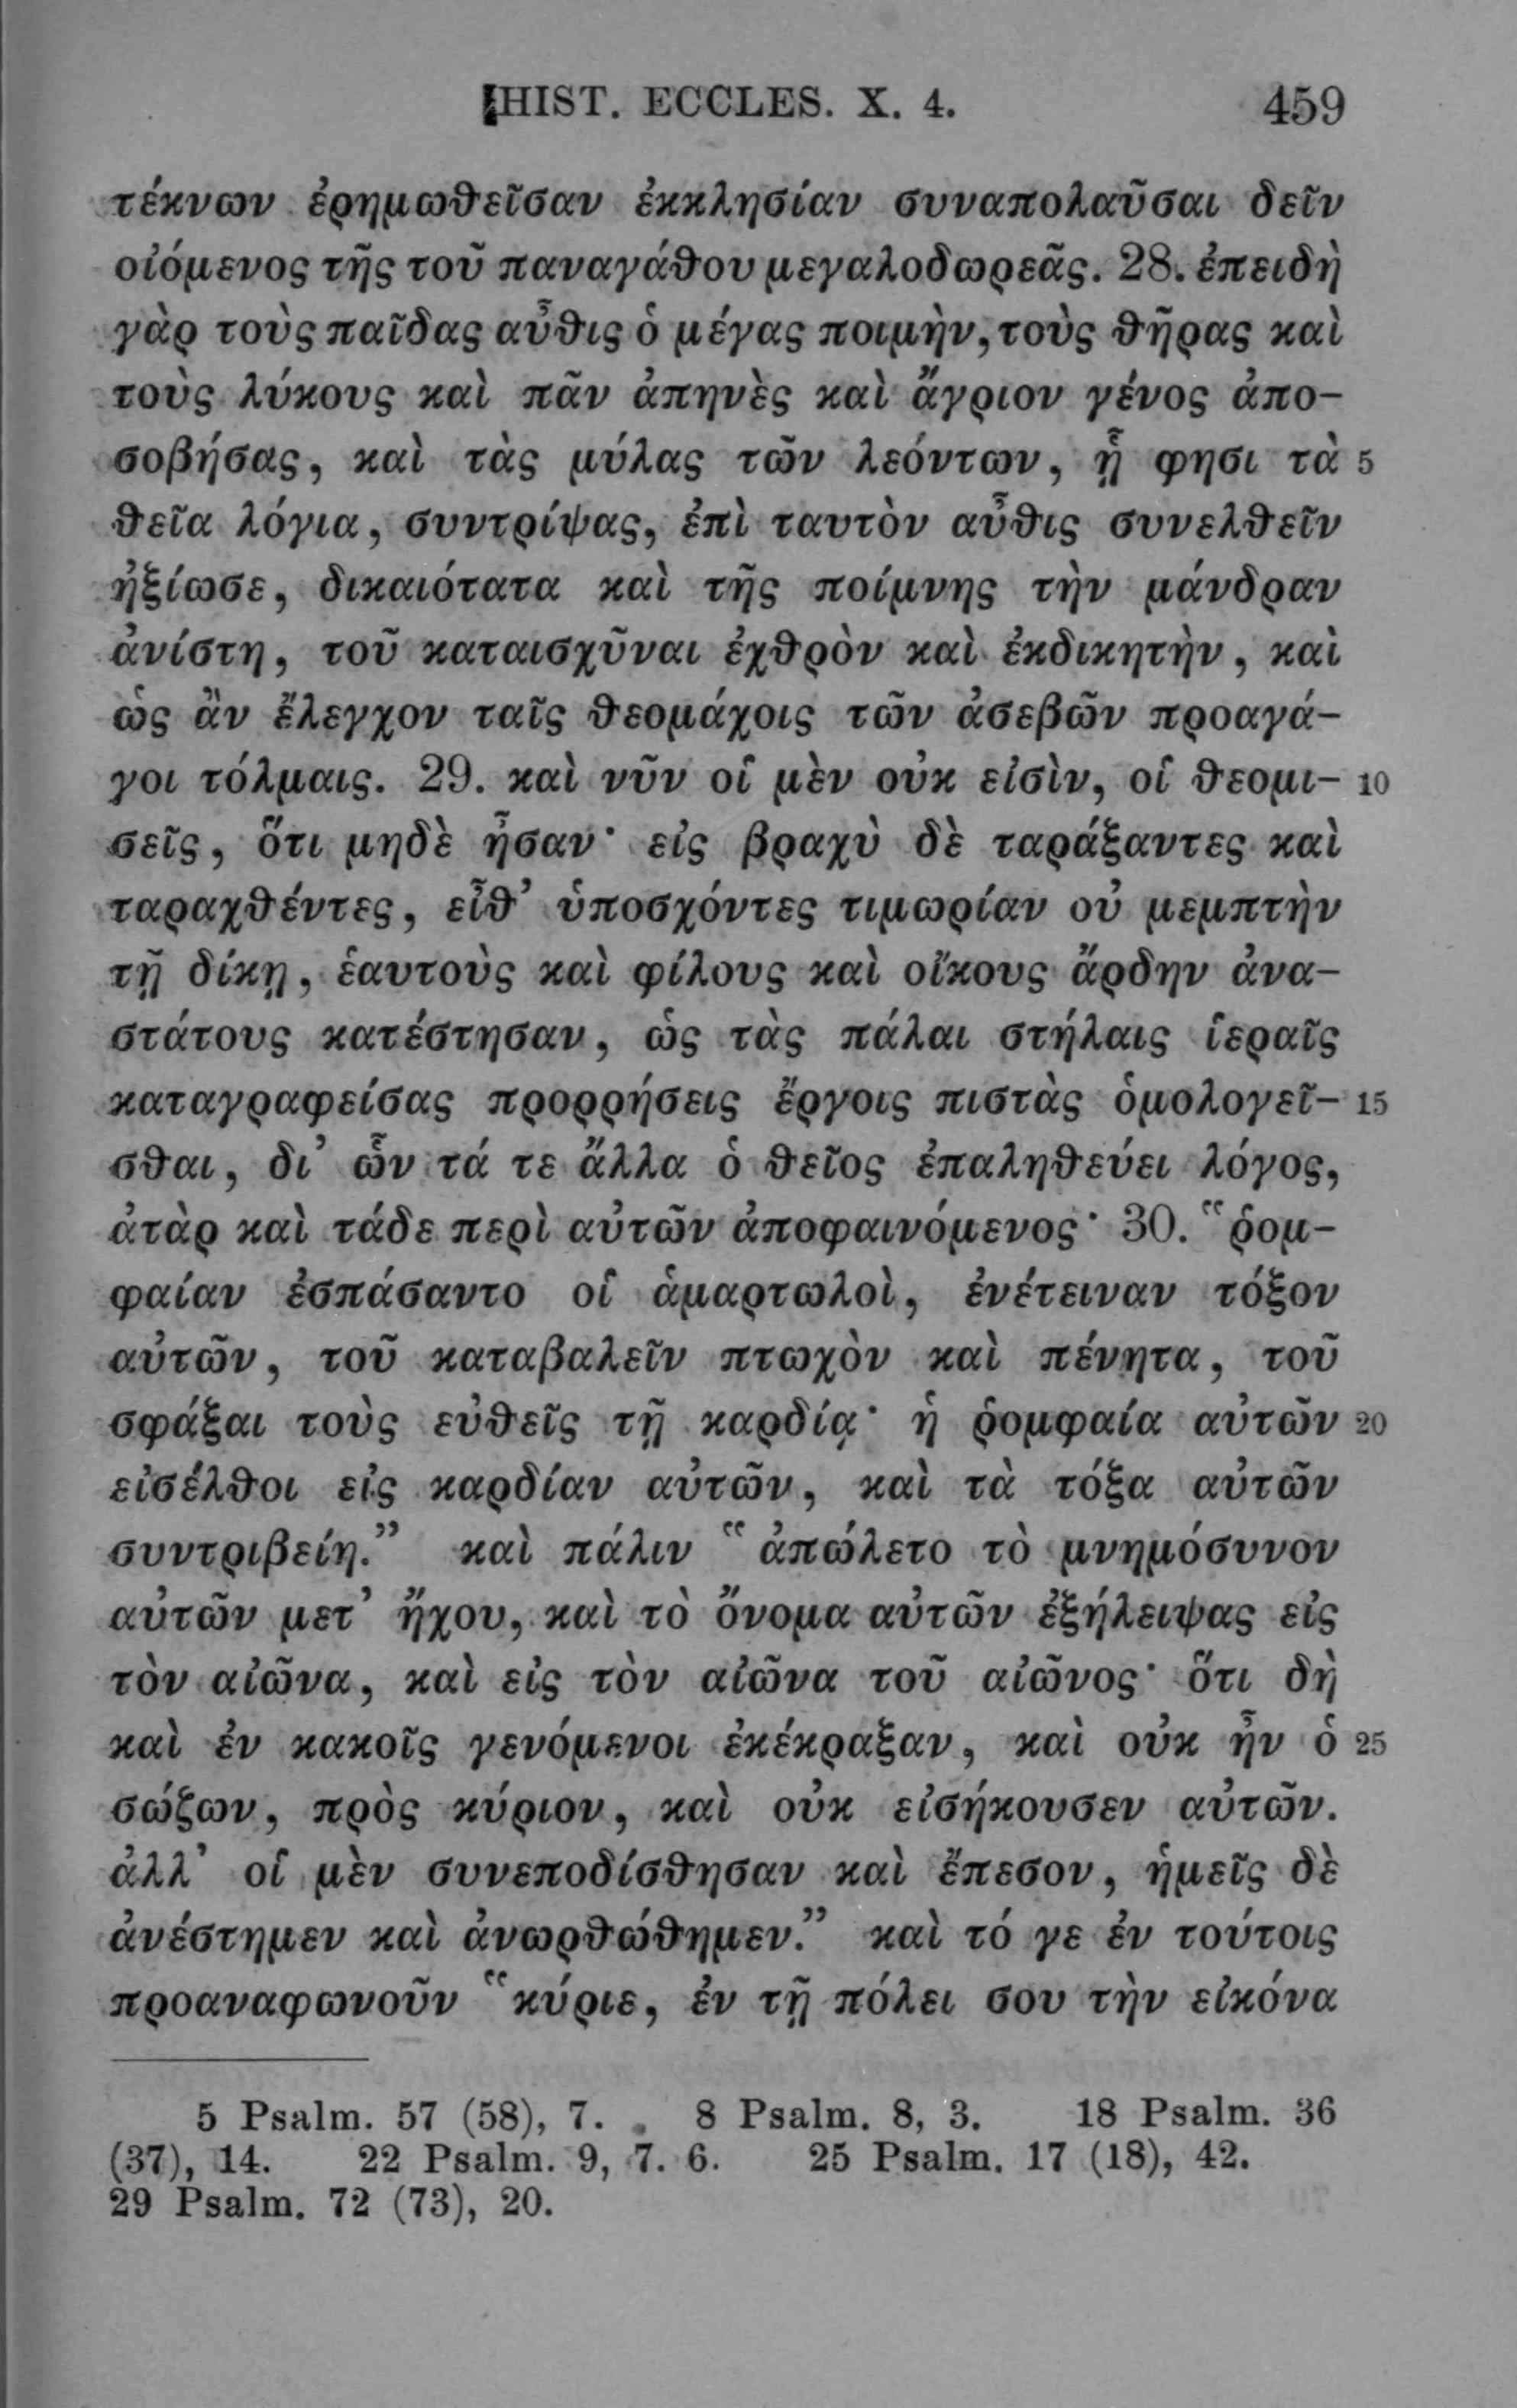 HIST. ECCLES. X. 4. 459
τέκνων ἐρημωθεῖσαν ἐκκλησίαν συναπολαῦσαι δεῖν
οἰόμενος τῆς τοῦ παναγάθου μεγαλοδωρεᾶς. 28. ἐπειδὴ
γὰρ τοὺς παῖδας αὖθις ὁ μέγας ποιμὴν, τοὺς θῆρας καὶ
τοὺς λύκους καὶ πᾶν ἀπηνὲς καὶ ἄγριον γένος ἀπο-
σοβήσας, καὶ τὰς μύλας τῶν λεόντων, ᾗ φησι τὰ 5
θεῖα λόγια, συντρίψας, ἐπὶ ταυτὸν αὖθις συνελθεῖν
ἠξίωσε, δικαιότατα καὶ τῆς ποίμνης τὴν μάνδραν
ἀνίστη, τοῦ καταισχῦναι ἐχθρὸν καὶ ἐκδικητὴν, καὶ
ὡς ἂν ἔλεγχον ταῖς θεομάχοις τῶν ἀσεβῶν προαγά-
γοι τόλμαις. 29. καὶ νῦν οἱ μὲν οὐκ εἰσὶν, οἱ θεομι- 10
σεῖς, ὅτι μηδὲ ἦσαν· εἰς βραχὺ δὲ ταράξαντες καὶ
ταραχθέντες, εἶθ’ ὑποσχόντες τιμωρίαν οὐ μεμπτὴν
τῇ δίκῃ, ἑαυτοὺς καὶ φίλους καὶ οἴκους ἄρδην ἀνα-
στάτους κατέστησαν, ὡς τὰς πάλαι στήλαις ἱεραῖς
καταγραφείσας προρρήσεις ἔργοις πιστὰς ὁμολογεῖ- 15
σθαι, δι’ ὧν τά τε ἄλλα ὁ θεῖος ἐπαληθεύει λόγος,
ἀτὰρ καὶ τάδε περὶ αὐτῶν ἀποφαινόμενος· 30. “ῥομ-
φαίαν ἐσπάσαντο οἱ ἁμαρτωλοὶ, ἐνέτειναν τόξον
αὐτῶν, τοῦ καταβαλεῖν πτωχὸν καὶ πένητα, τοῦ
σφάξαι τοὺς εὐθεῖς τῇ καρδίᾳ· ἡ ῥομφαία αὐτῶν 20
εἰσέλθοι εἰς καρδίαν αὐτῶν, καὶ τὰ τόξα αὐτῶν
συντριβείη.” καὶ πάλιν “ἀπώλετο τὸ μνημόσυνον
αὐτῶν μετ’ ἤχου, καὶ τὸ ὄνομα αὐτῶν ἐξήλειψας εἰς
τὸν αἰῶνα, καὶ εἰς τὸν αἰῶνα τοῦ αἰῶνος· ὅτι δὴ
καὶ ἐν κακοῖς γενόμενοι ἐκέκραξαν, καὶ οὐκ ἦν ὁ 25
σώζων, πρὸς κύριον, καὶ οὐκ εἰσήκουσεν αὐτῶν.
ἀλλ’ οἱ μὲν συνεποδίσθησαν καὶ ἔπεσον, ἡμεῖς δὲ
ἀνέστημεν καὶ ἀνωρθώθημεν.” καὶ τό γε ἐν τούτοις
προαναφωνοῦν “κύριε, ἐν τῇ πόλει σου τὴν εἰκόνα
5 Psalm. 57 (58), 7. 8 Psalm. 8, 3. 18 Psalm. 36
(37), 14. 22 Psalm. 9, 7. 6. 25 Psalm. 17 (18), 42.
29 Psalm. 72 (73), 20.